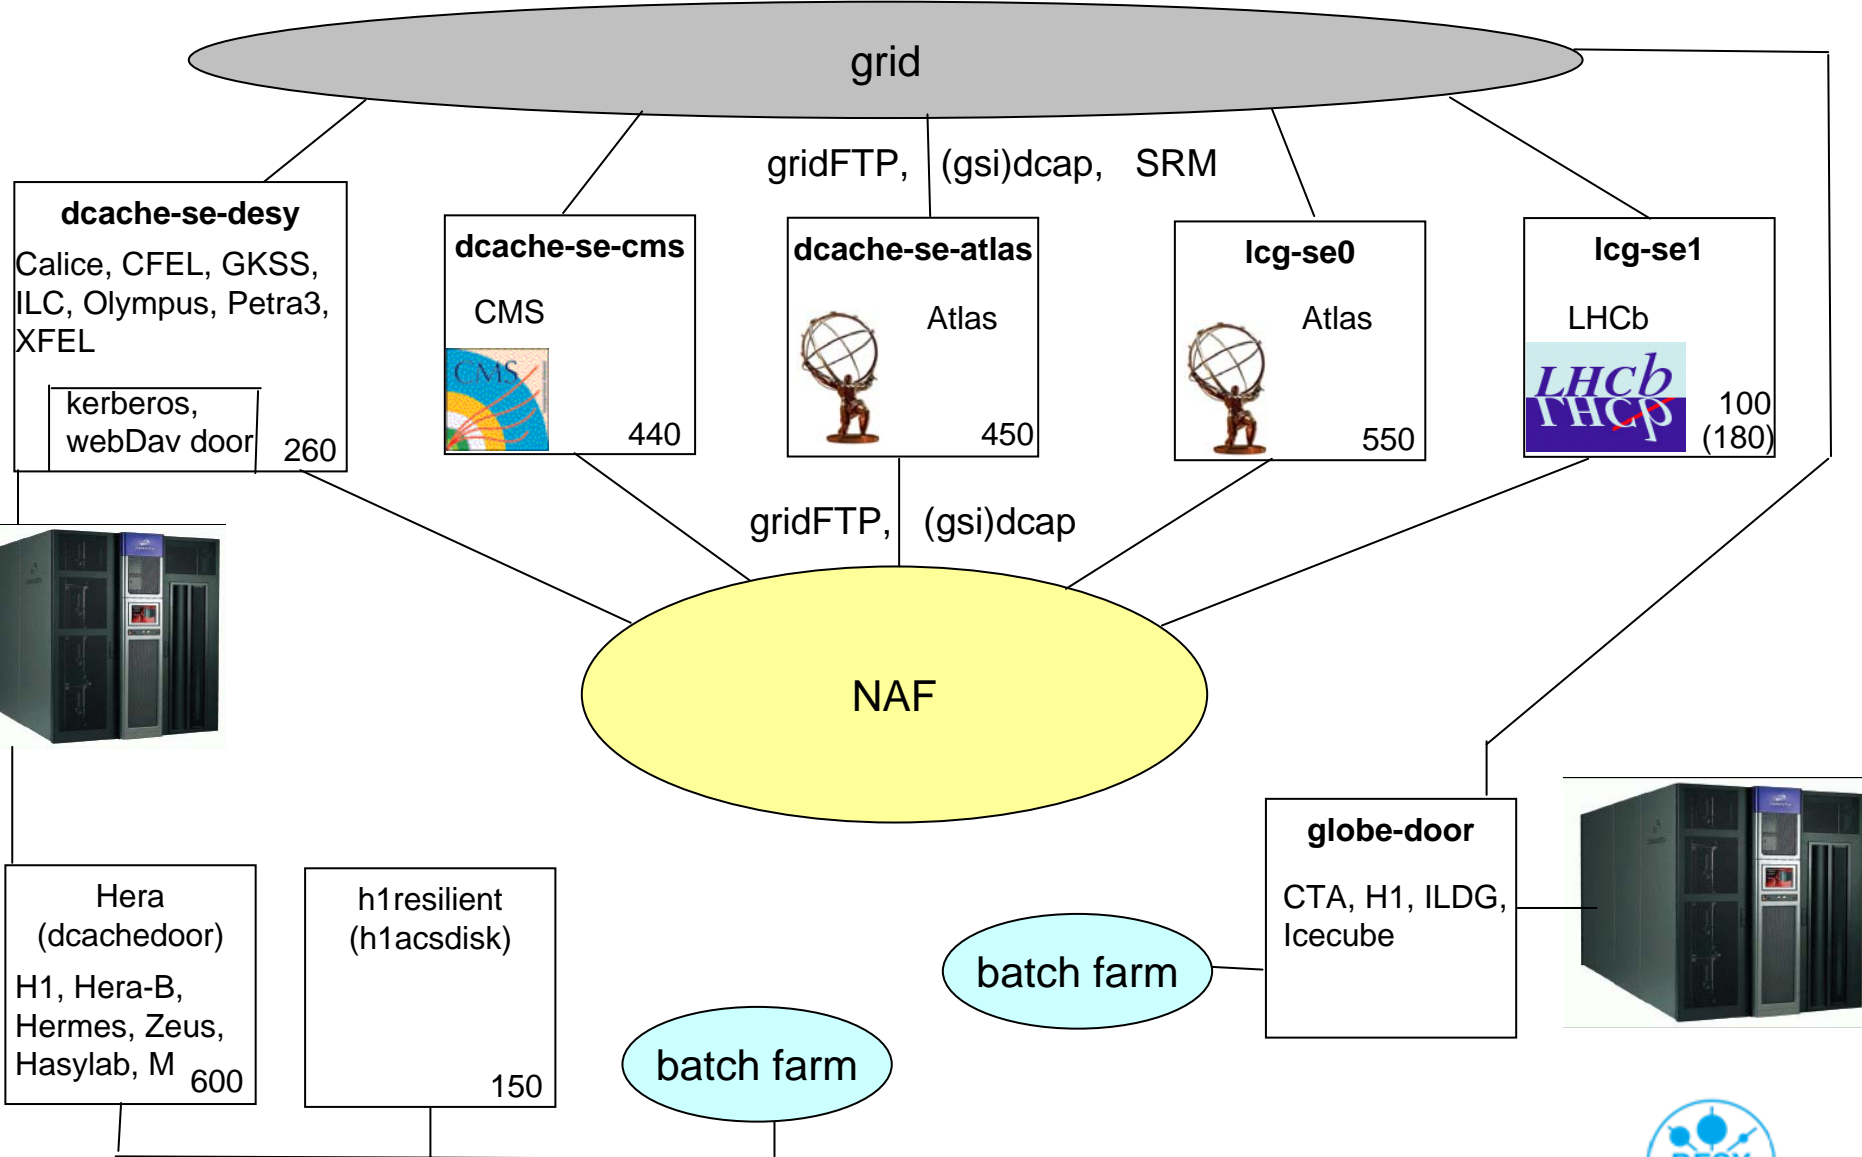 grid
gridFTP, (gsi)dcap, SRM
dcache-se-desy
Calice, CFEL, GKSS,
ILC, Olympus, Petra3,
XFEL
kerberos,
webDav door
260
dcache-se-cms
CMS
CMS
440
dcache-se-atlas
Atlas
450
lcg-se0
Atlas
550
lcg-se1
LHCb
LHCb
LHCb
100
(180)
gridFTP, (gsi)dcap
NAF
globe-door
CTA, H1, ILDG,
Icecube
batch farm
Hera
(dcachedoor)
H1, Hera-B,
Hermes, Zeus,
Hasylab, M
600
h1resilient
(h1acsdisk)
150
batch farm
DESY